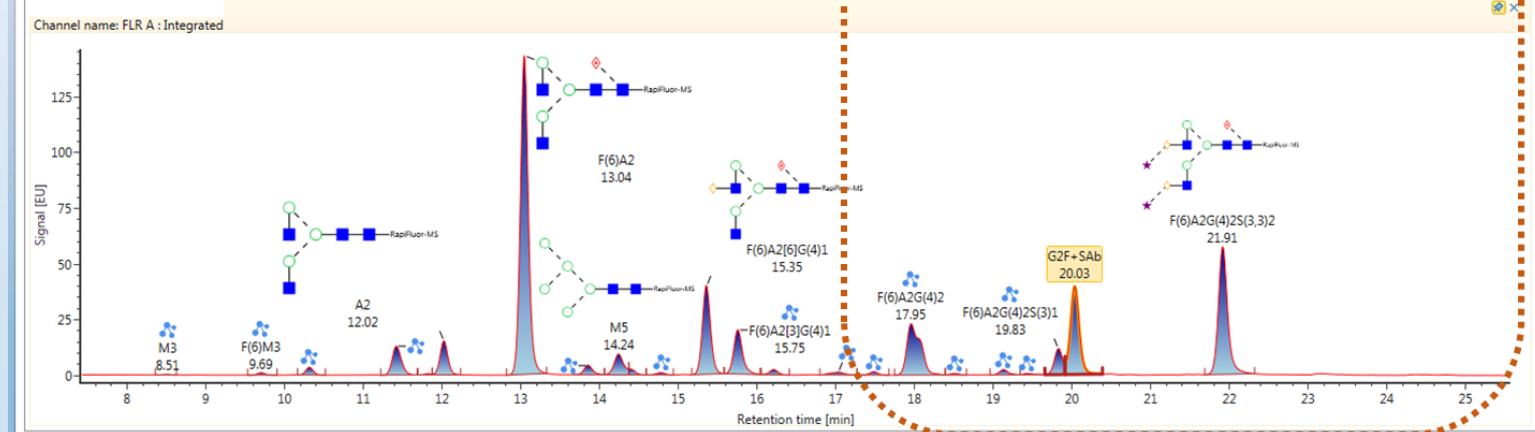 Channel name: FLR A : Integrated
Signal [EU]
125
100
75
50
25
0
M3
8.51
F(6)M3
9.69
RapiFluor-MS
A2
12.02
RapiFluor-MS
F(6)A2
13.04
RapiFluor-MS
M5
14.24
RapiFluor-MS
F(6)A2[6]G(4)1
15.35
F(6)A2[3]G(4)1
15.75
F(6)A2G(4)2
17.95
F(6)A2G(4)2S(3)1
19.83
G2F+SAb
20.03
RapiFluor-MS
F(6)A2G(4)2S(3,3)2
21.91
8 9 10 11 12 13 14 15 16 17 18 19 20 21 22 23 24 25
Retention time [min]